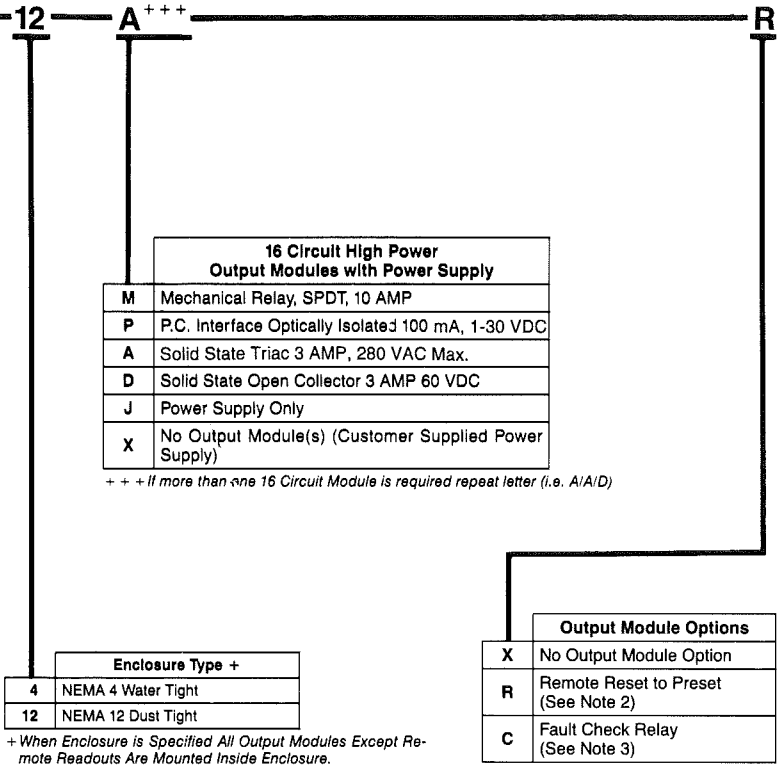 -12 A+++ R
16 Circuit High Power
Output Modules with Power Supply
M Mechanical Relay, SPDT, 10 AMP
P P.C. Interface Optically Isolated 100 mA, 1-30 VDC
A Solid State Triac 3 AMP, 280 VAC Max.
D Solid State Open Collector 3 AMP 60 VDC
J Power Supply Only
X No Output Module(s) (Customer Supplied Power
Supply)
+ + + If more than one 16 Circuit Module is required repeat letter (i.e. A/A/D)
Enclosure Type +
4 NEMA 4 Water Tight
12 NEMA 12 Dust Tight
+ When Enclosure is Specified All Output Modules Except Re-
mote Readouts Are Mounted Inside Enclosure.
Output Module Options
X No Output Module Option
R Remote Reset to Preset
(See Note 2)
C Fault Check Relay
(See Note 3)